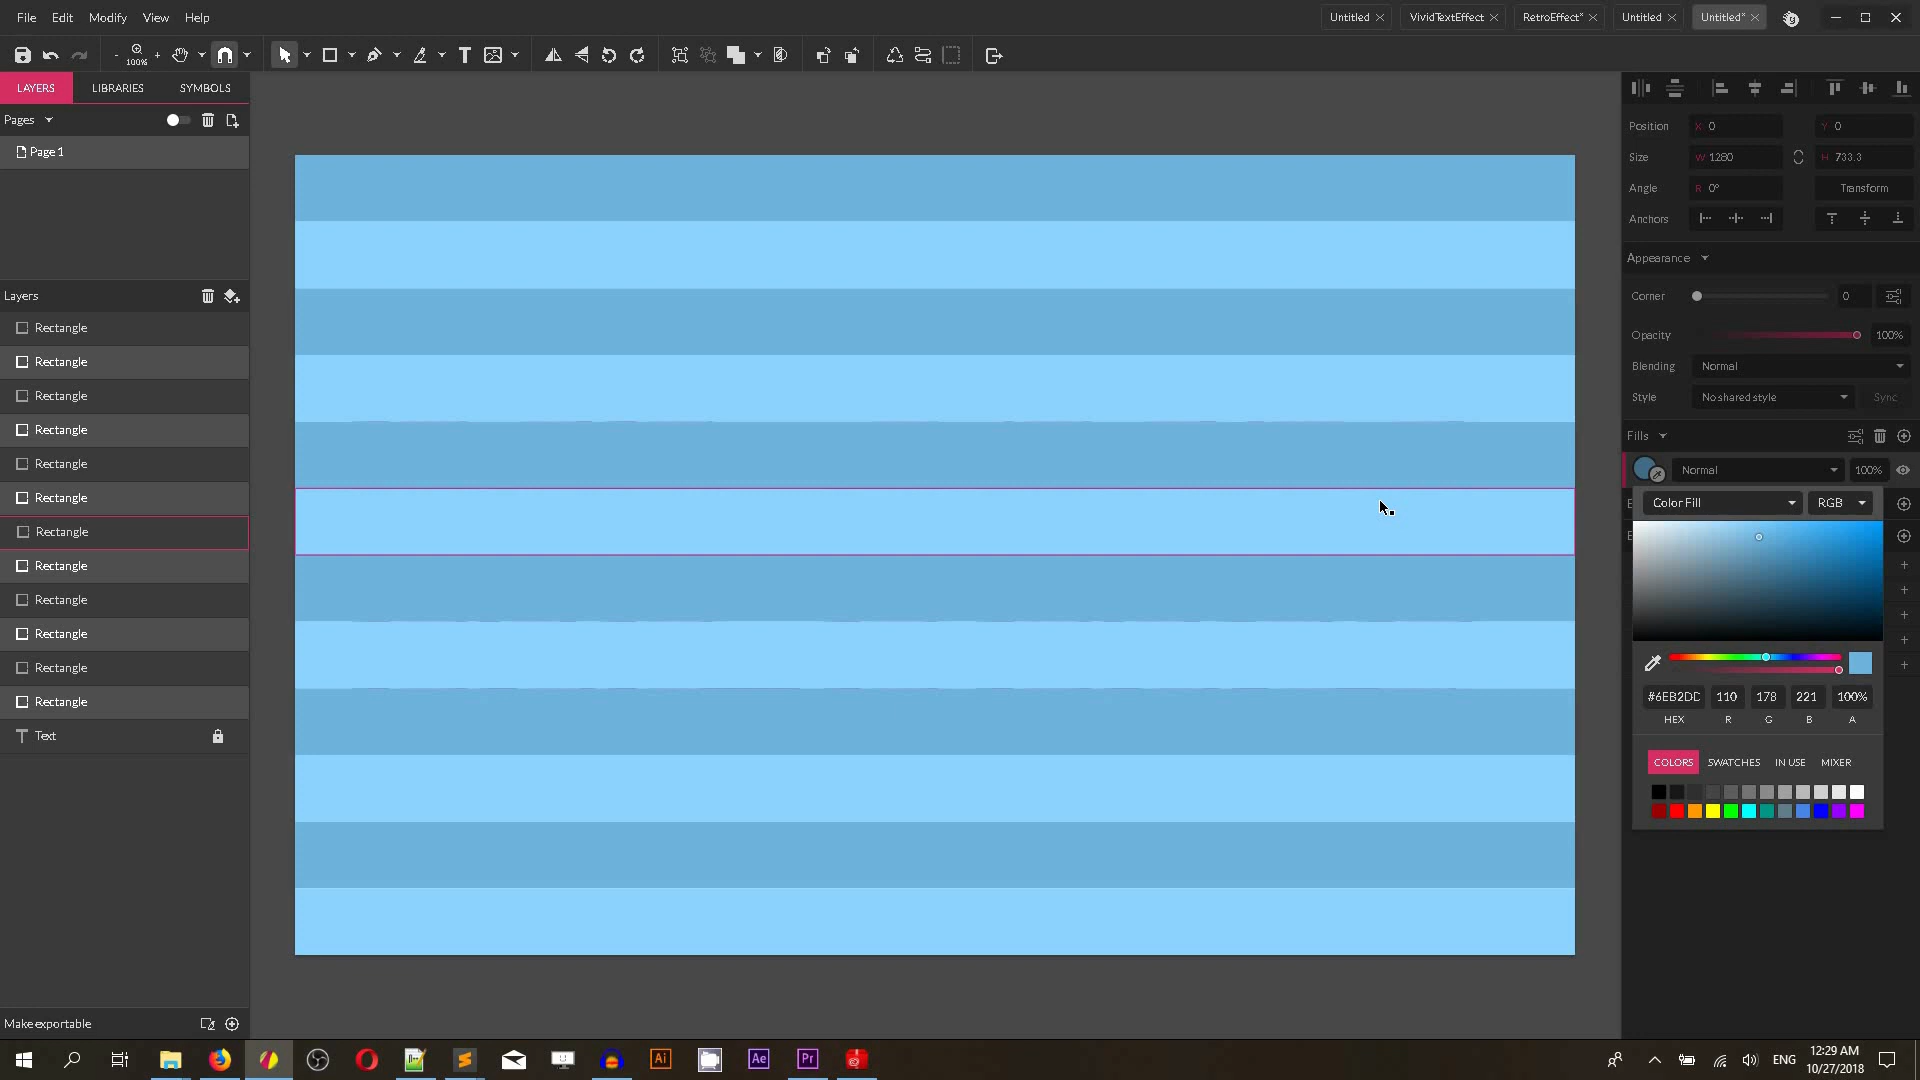 File Edit Modify View Help
Untitled VividTextEffect RetroEffect* Untitled Untitled*
- 100% +
LAYERS LIBRARIES SYMBOLS
Pages
Page 1
Layers
Rectangle
Rectangle
Rectangle
Rectangle
Rectangle
Rectangle
Rectangle
Rectangle
Rectangle
Rectangle
Rectangle
Rectangle
Text
Make exportable
Position X 0 Y 0
Size W 1280 H 733.3
Angle R 0° Transform
Anchors
Appearance
Corner 0
Opacity 100%
Blending Normal
Style No shared style Sync
Fills
Normal 100%
Color Fill RGB
#6EB2DD 110 178 221 100%
HEX R G B A
COLORS SWATCHES IN USE MIXER
Ai Ae Pr
ENG
12:29 AM
10/27/2018